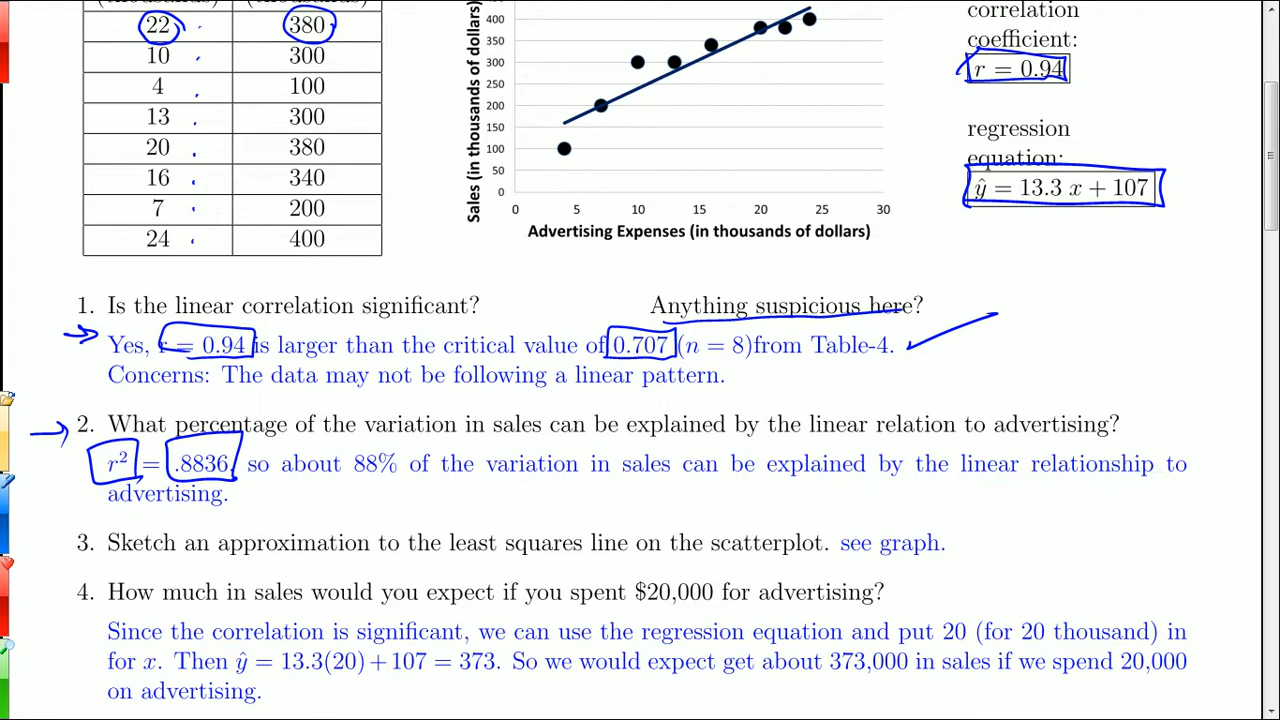 (thousands) (thousands)
22 380
10 300
4 100
13 300
20 380
16 340
7 200
24 400
Sales (in thousands of dollars)
400
350
300
250
200
150
100
50
0
0 5 10 15 20 25 30
Advertising Expenses (in thousands of dollars)
correlation
coefficient:
r = 0.94
regression
equation:
ŷ = 13.3 x + 107
1. Is the linear correlation significant? Anything suspicious here?
Yes, r = 0.94 is larger than the critical value of 0.707 (n = 8)from Table-4.
Concerns: The data may not be following a linear pattern.
2. What percentage of the variation in sales can be explained by the linear relation to advertising?
r² = .8836, so about 88% of the variation in sales can be explained by the linear relationship to
advertising.
3. Sketch an approximation to the least squares line on the scatterplot. see graph.
4. How much in sales would you expect if you spent $20,000 for advertising?
Since the correlation is significant, we can use the regression equation and put 20 (for 20 thousand) in
for x. Then ŷ = 13.3(20) + 107 = 373. So we would expect get about 373,000 in sales if we spend 20,000
on advertising.